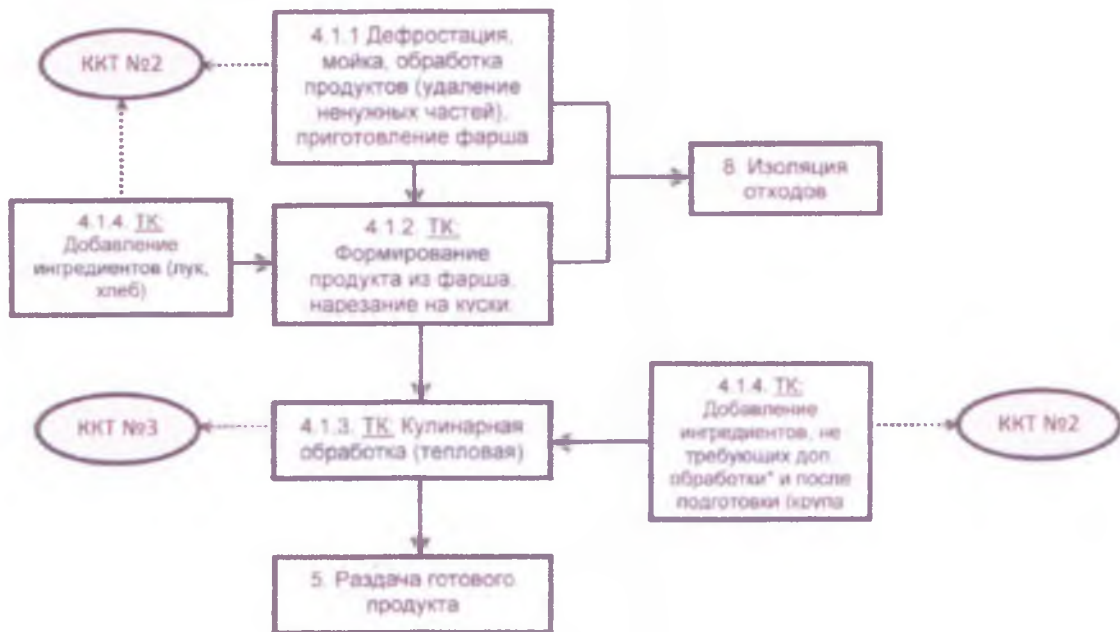 4.1.1 Дефростация,
мойка, обработка
продуктов (удаление
ненужных частей),
приготовление фарша
ККТ №2
8. Изоляция
отходов
4.1.4. ТК:
Добавление
ингредиентов (лук,
хлеб)
4.1.2. ТК:
Формирование
продукта из фарша,
нарезание на куски
ККТ №3
4.1.3. ТК: Кулинарная
обработка (тепловая)
4.1.4. ТК:
Добавление
ингредиентов, не
требующих доп
обработки* и после
подготовки (крупа
ККТ №2
5. Раздача готового
продукта